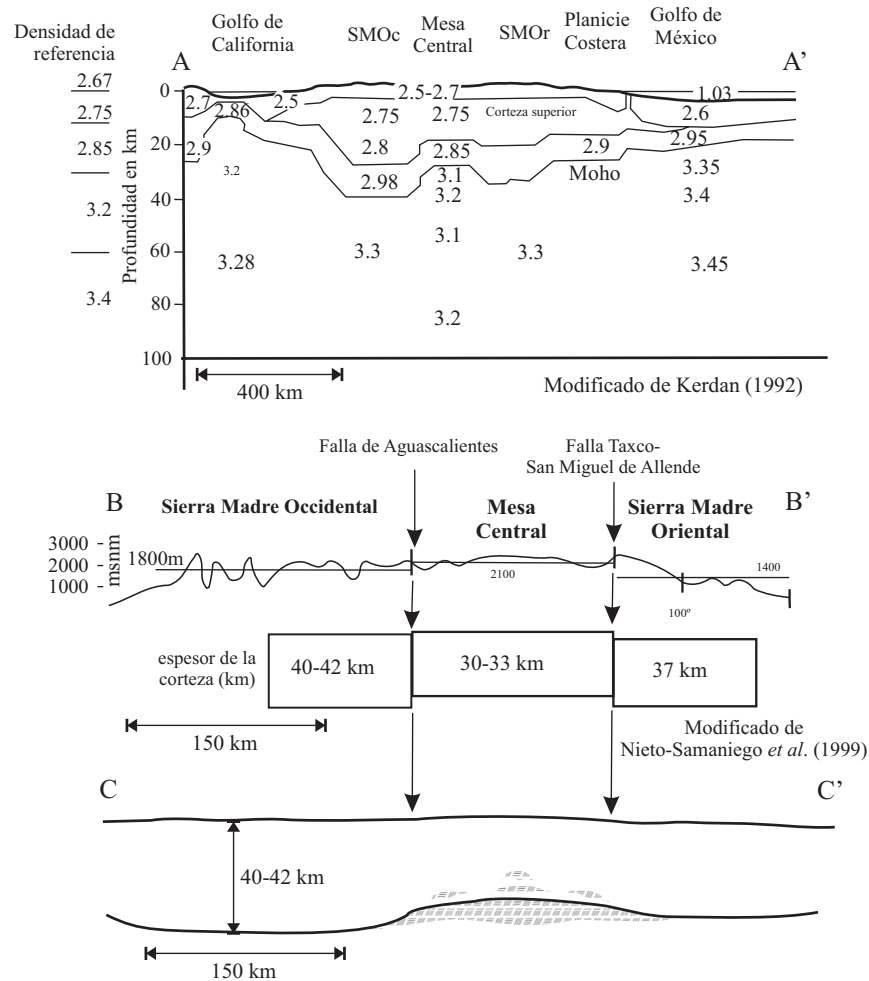 Densidad de
referencia
Golfo de
California
SMOc
Mesa
Central
SMOr
Planicie
Costera
Golfo de
México
A
A’
2.67
2.75
2.85
3.2
3.4
Profundidad en km
0
20
40
60
80
100
2.7
2.86
2.5
2.5-2.7
1.03
2.75
2.75
Corteza superior
2.6
2.9
2.8
2.85
2.9
2.95
3.2
2.98
3.1
3.2
Moho
3.35
3.4
3.28
3.3
3.1
3.3
3.45
3.2
400 km
Modificado de Kerdan (1992)
Falla de Aguascalientes
Falla Taxco-
San Miguel de Allende
B
B’
Sierra Madre Occidental
Mesa
Central
Sierra Madre
Oriental
3000 -
2000 -
1000 -
msnm
1800m
2100
1400
100º
espesor de la
corteza (km)
40-42 km
30-33 km
37 km
150 km
Modificado de
Nieto-Samaniego et al. (1999)
C
C’
40-42 km
150 km